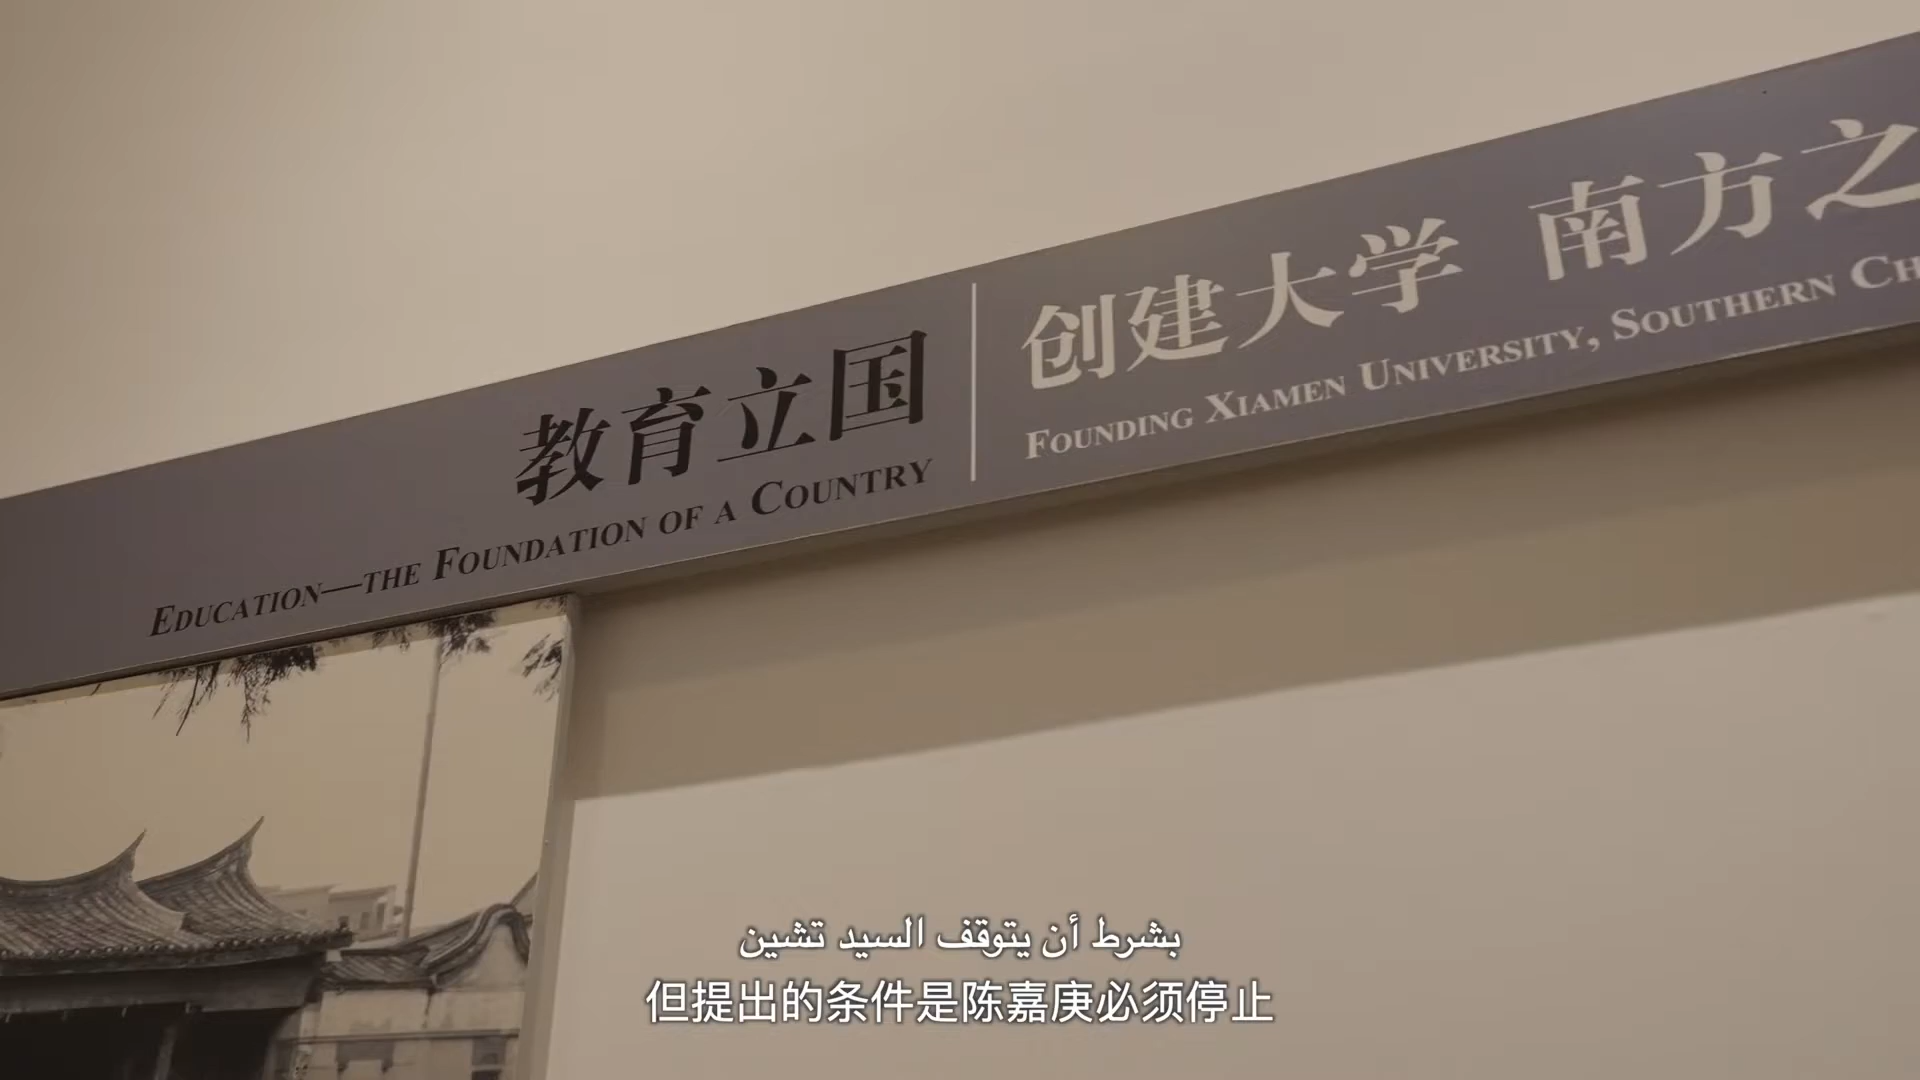 教育立国
EDUCATION—THE FOUNDATION OF A COUNTRY
创建大学 南方之
FOUNDING XIAMEN UNIVERSITY, SOUTHERN CH
بشرط أن يتوقف السيد تشين
但提出的条件是陈嘉庚必须停止